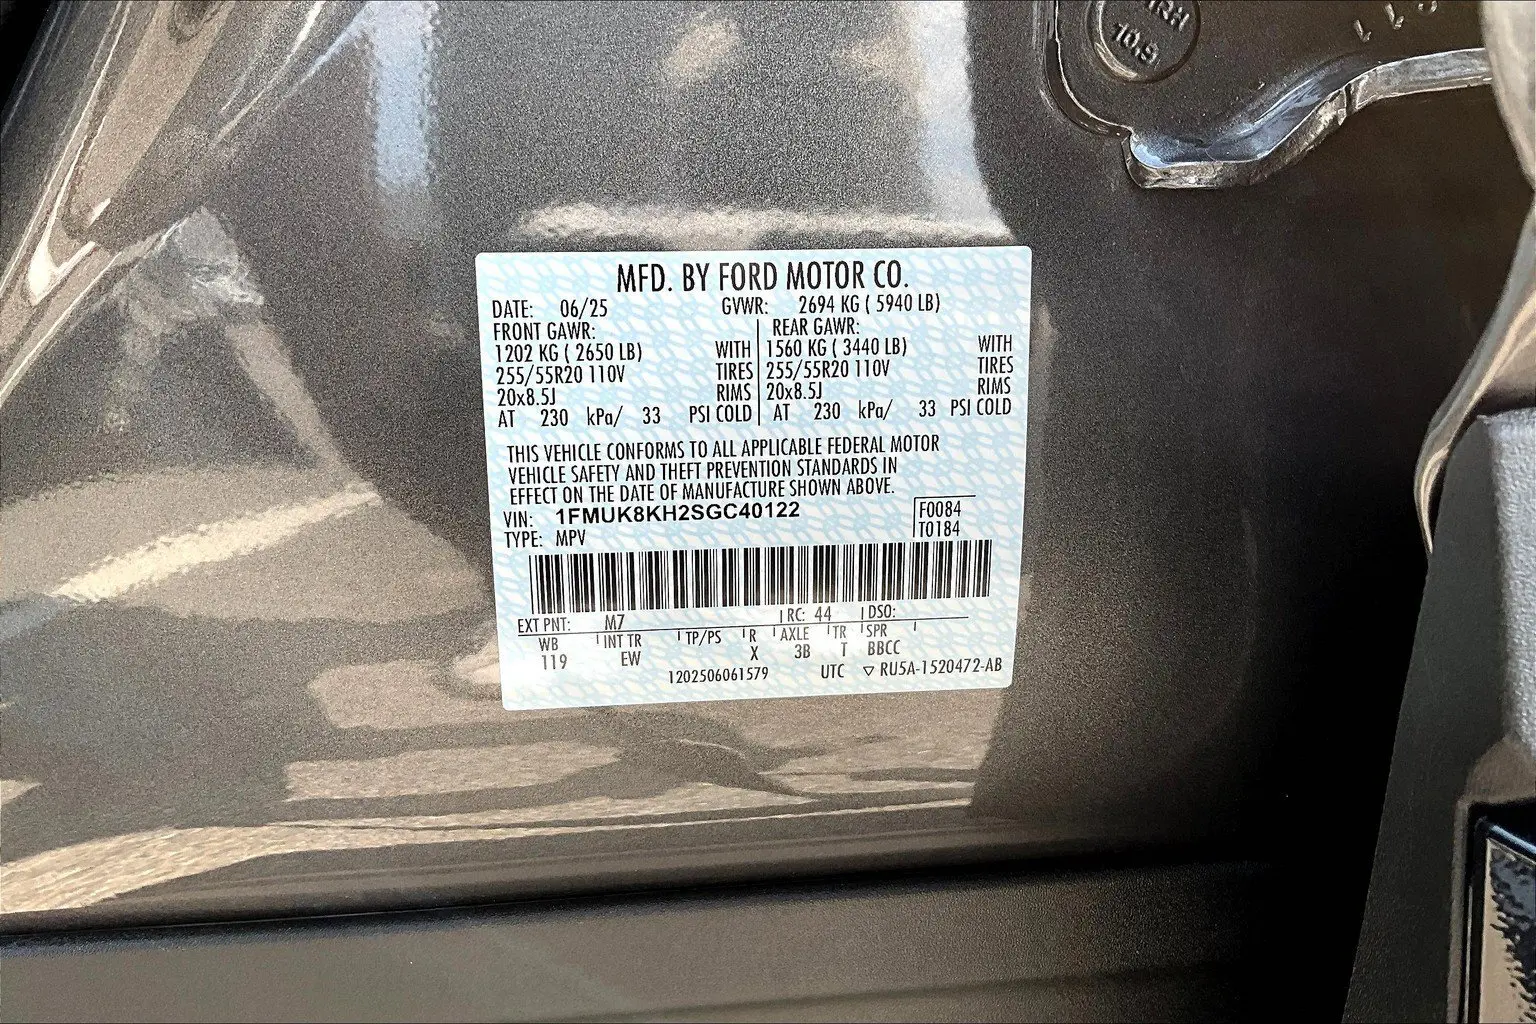 RH
10.9
MFD. BY FORD MOTOR CO.
DATE: 06/25 GVWR: 2694 KG ( 5940 LB)
FRONT GAWR: REAR GAWR:
1202 KG ( 2650 LB) WITH 1560 KG ( 3440 LB) WITH
255/55R20 110V TIRES 255/55R20 110V TIRES
20x8.5J RIMS 20x8.5J RIMS
AT 230 kPa/ 33 PSI COLD AT 230 kPa/ 33 PSI COLD
THIS VEHICLE CONFORMS TO ALL APPLICABLE FEDERAL MOTOR
VEHICLE SAFETY AND THEFT PREVENTION STANDARDS IN
EFFECT ON THE DATE OF MANUFACTURE SHOWN ABOVE.
VIN: 1FMUK8KH2SGC40122 F0084
TYPE: MPV T0184
EXT PNT: M7 RC: 44 DSO:
WB INT TR TP/PS R AXLE TR SPR
119 EW X 3B T BBCC
1202506061579 UTC ▽ RU5A-1520472-AB